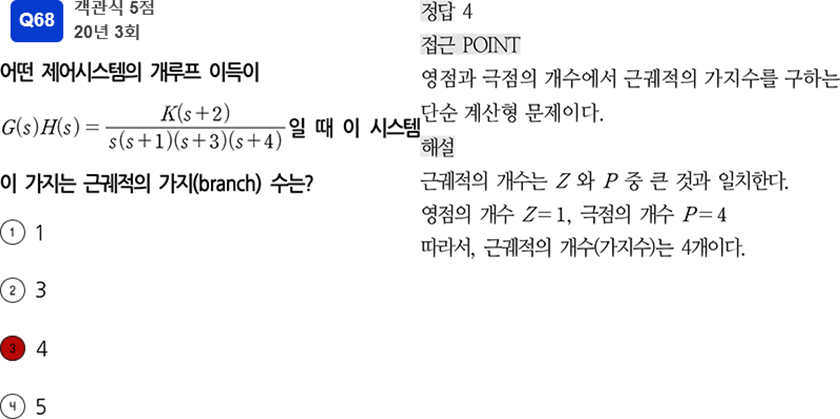 Q68
객관식 5점
20년 3회
어떤 제어시스템의 개루프 이득이
G(s)H(s) = K(s+2) / s(s+1)(s+3)(s+4) 일 때 이 시스템
이 가지는 근궤적의 가지(branch) 수는?
① 1
② 3
③ 4
④ 5
정답 4
접근 POINT
영점과 극점의 개수에서 근궤적의 가지수를 구하는
단순 계산형 문제이다.
해설
근궤적의 개수는 Z 와 P 중 큰 것과 일치한다.
영점의 개수 Z=1, 극점의 개수 P=4
따라서, 근궤적의 개수(가지수)는 4개이다.